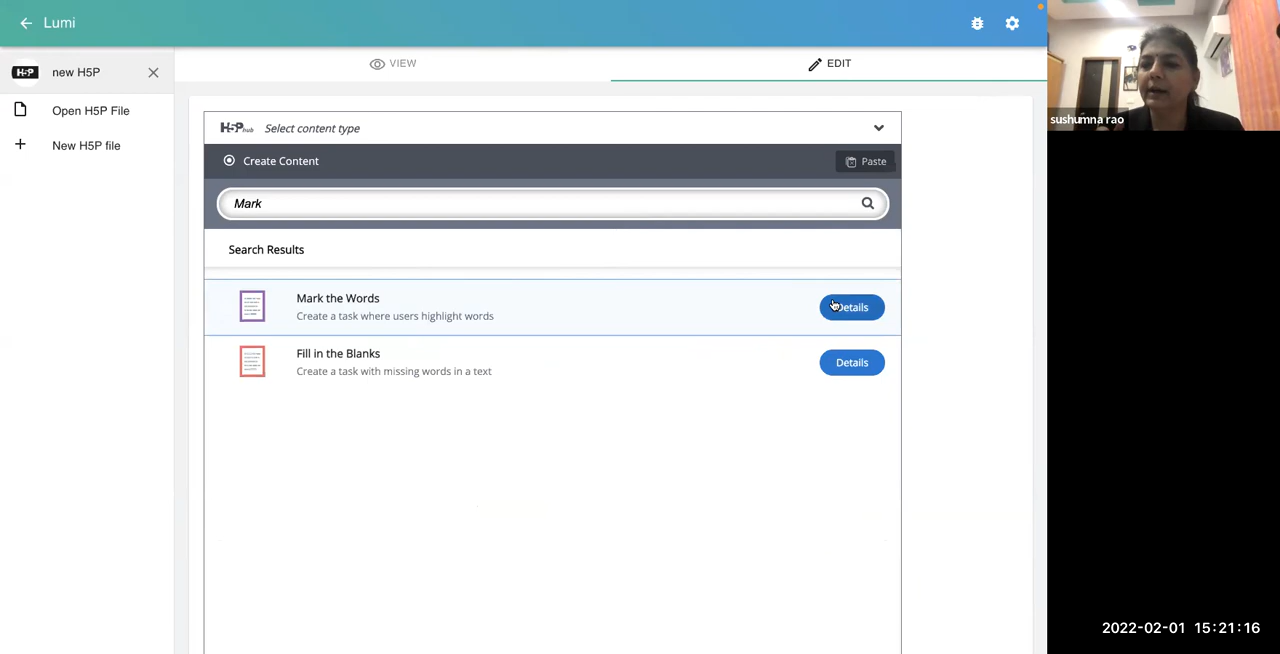 Lumi
H5P new H5P
Open H5P File
New H5P file
VIEW
EDIT
H5P hub Select content type
Create Content
Paste
Mark
Search Results
Mark the Words
Create a task where users highlight words
Details
Fill in the Blanks
Create a task with missing words in a text
Details
sushumna rao
2022-02-01 15:21:16